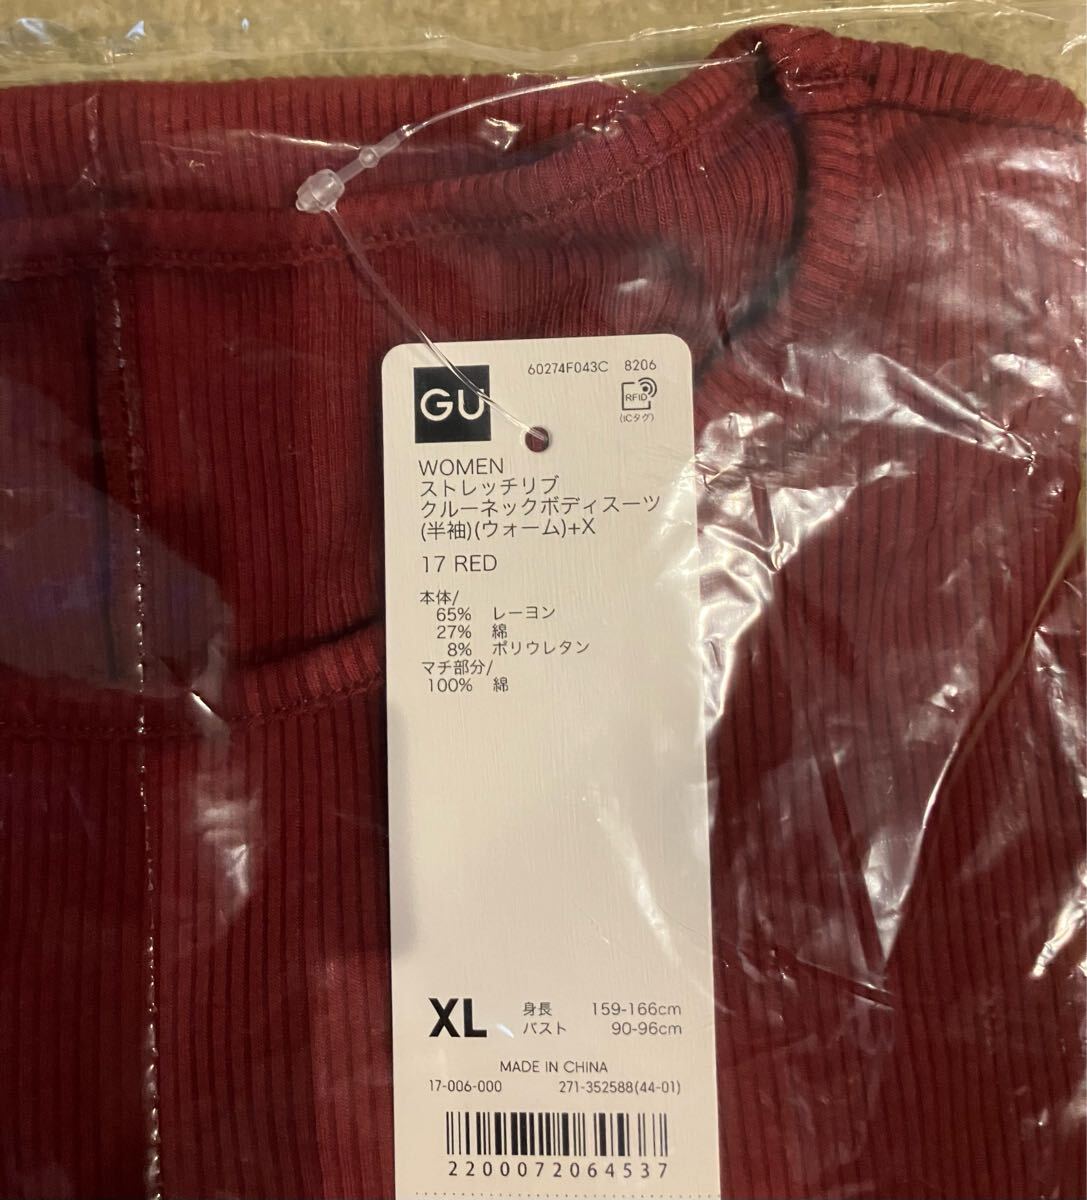 60274F043C 8206
GU
RFID
(ICタグ)
WOMEN
ストレッチリブ
クルーネックボディスーツ
(半袖)(ウォーム)+X
17 RED
本体/
65% レーヨン
27% 綿
8% ポリウレタン
マチ部分/
100% 綿
XL 身長 159-166cm
バスト 90-96cm
MADE IN CHINA
17-006-000 271-352588(44-01)
2200072064537